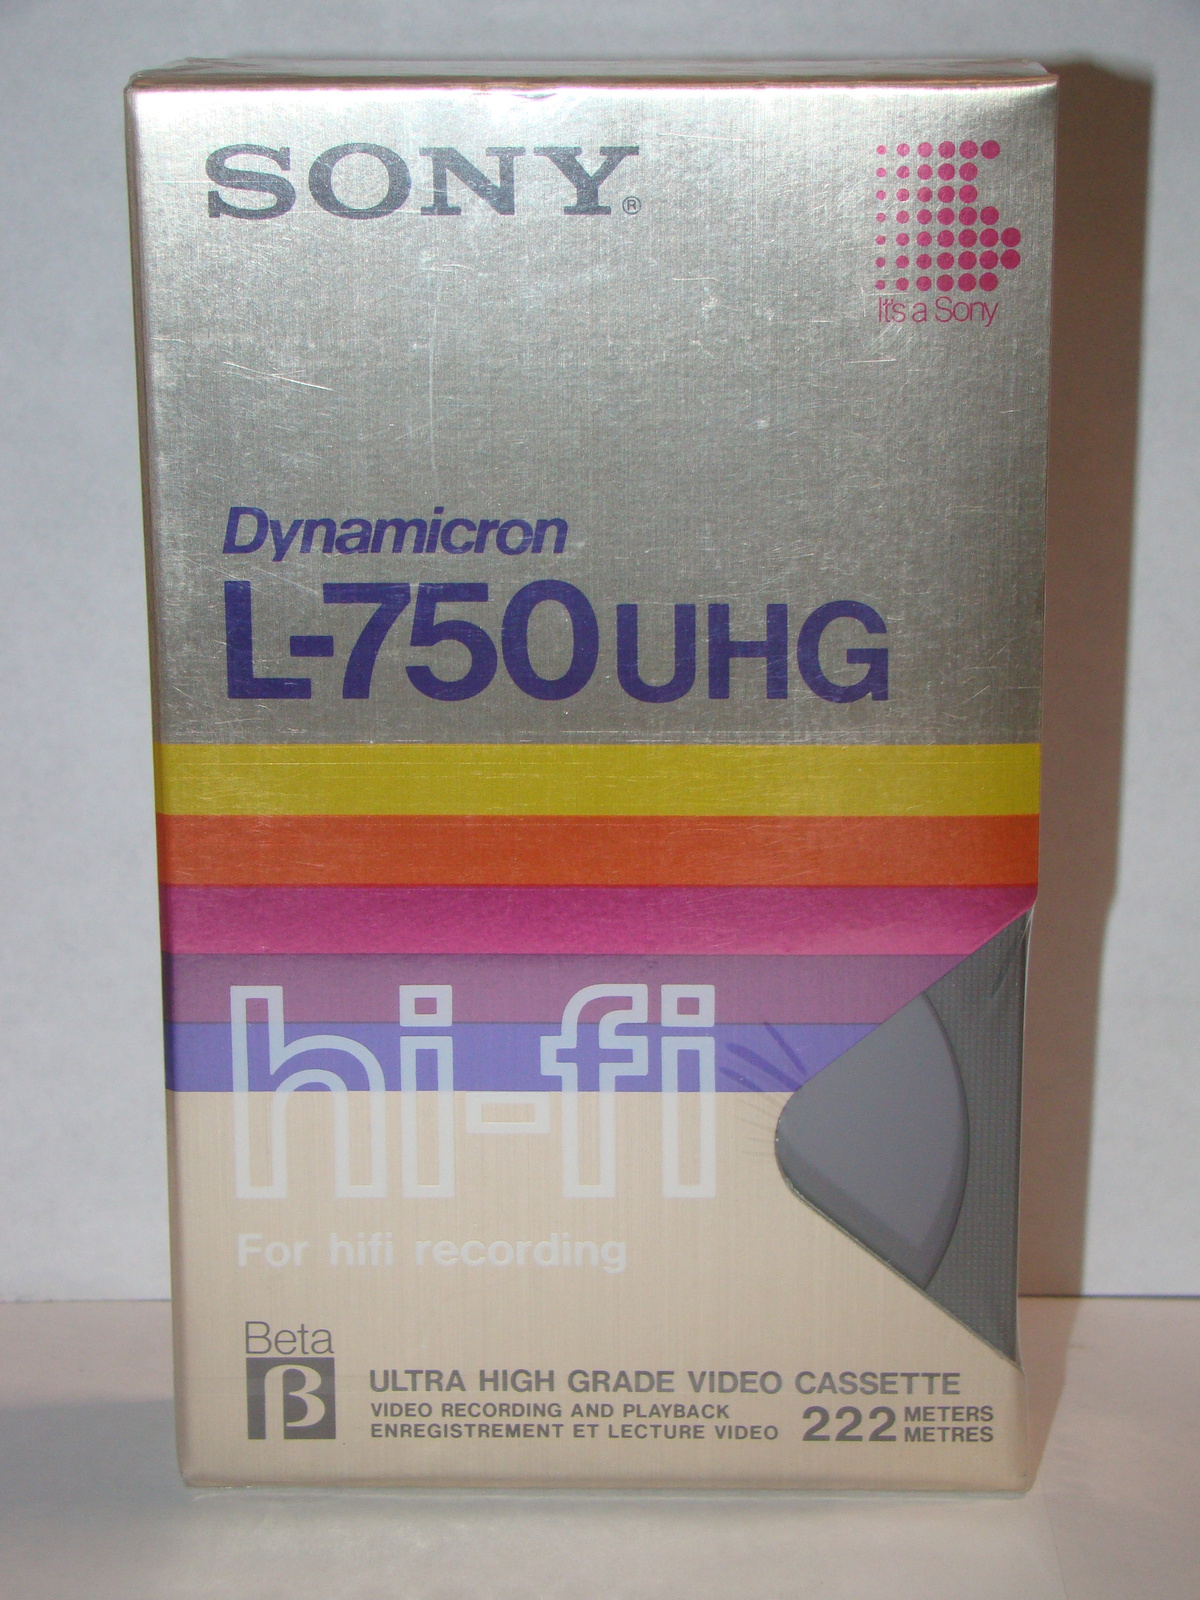 SONY®
It's a Sony
Dynamicron
L-750UHG
hi-fi
For hifi recording
Beta
β
ULTRA HIGH GRADE VIDEO CASSETTE
VIDEO RECORDING AND PLAYBACK
ENREGISTREMENT ET LECTURE VIDEO
222 METERS
METRES